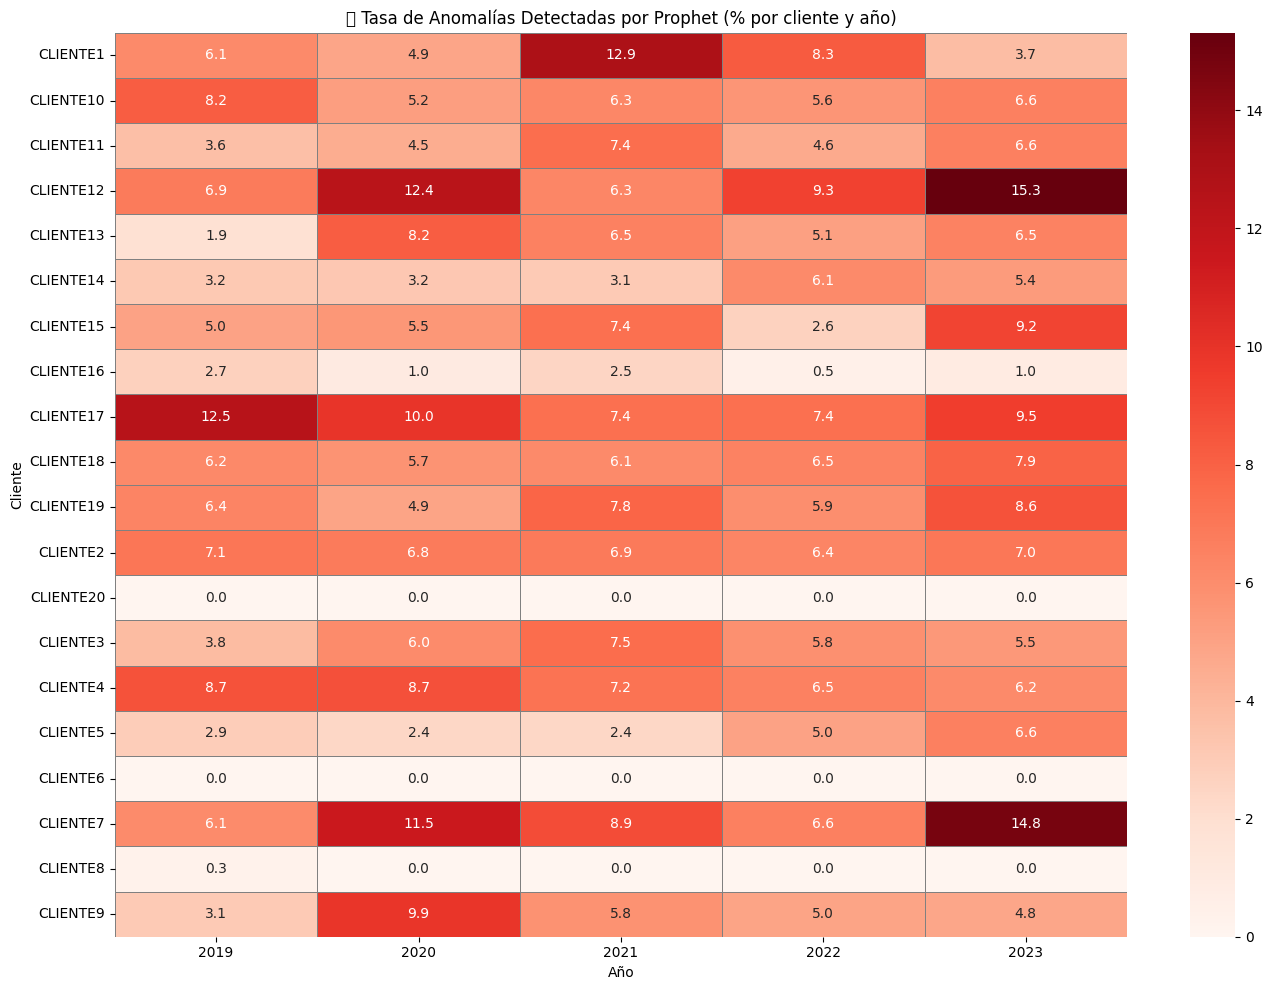 ▯ Tasa de Anomalías Detectadas por Prophet (% por cliente y año)
CLIENTE1 6.1 4.9 12.9 8.3 3.7
CLIENTE10 8.2 5.2 6.3 5.6 6.6
CLIENTE11 3.6 4.5 7.4 4.6 6.6
CLIENTE12 6.9 12.4 6.3 9.3 15.3
CLIENTE13 1.9 8.2 6.5 5.1 6.5
CLIENTE14 3.2 3.2 3.1 6.1 5.4
CLIENTE15 5.0 5.5 7.4 2.6 9.2
CLIENTE16 2.7 1.0 2.5 0.5 1.0
CLIENTE17 12.5 10.0 7.4 7.4 9.5
CLIENTE18 6.2 5.7 6.1 6.5 7.9
CLIENTE19 6.4 4.9 7.8 5.9 8.6
CLIENTE2 7.1 6.8 6.9 6.4 7.0
CLIENTE20 0.0 0.0 0.0 0.0 0.0
CLIENTE3 3.8 6.0 7.5 5.8 5.5
CLIENTE4 8.7 8.7 7.2 6.5 6.2
CLIENTE5 2.9 2.4 2.4 5.0 6.6
CLIENTE6 0.0 0.0 0.0 0.0 0.0
CLIENTE7 6.1 11.5 8.9 6.6 14.8
CLIENTE8 0.3 0.0 0.0 0.0 0.0
CLIENTE9 3.1 9.9 5.8 5.0 4.8
2019 2020 2021 2022 2023
Año
Cliente
14
12
10
8
6
4
2
0